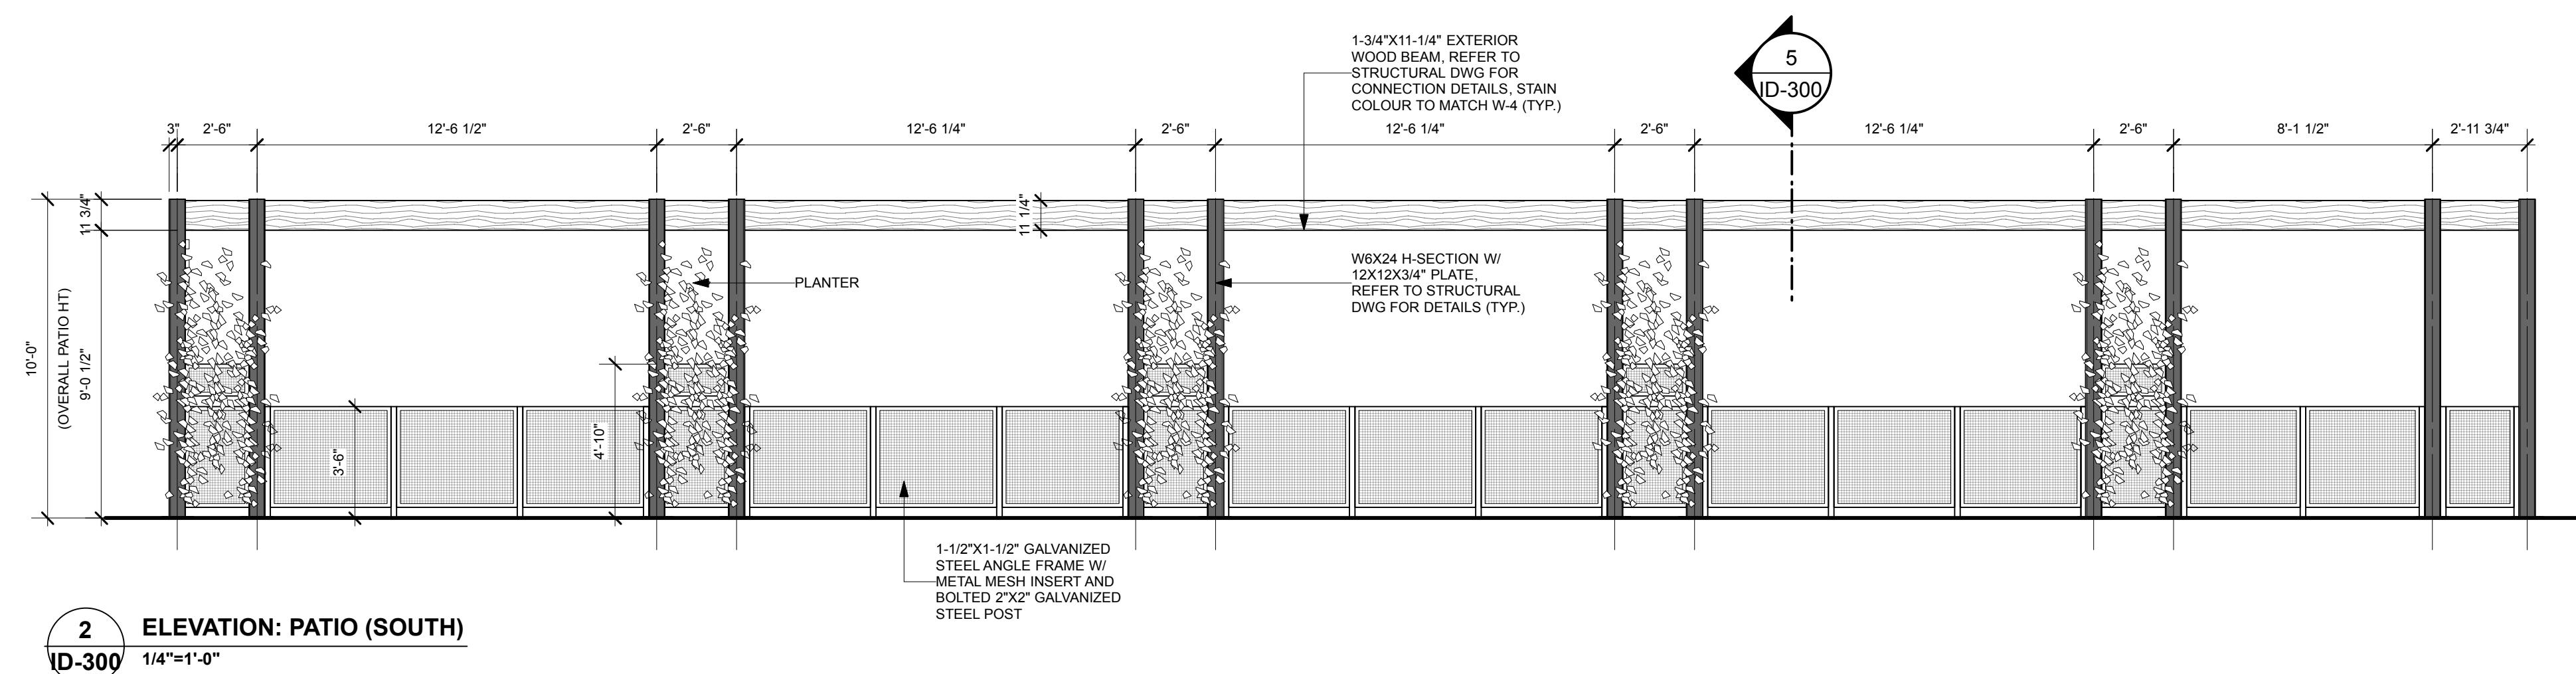 1-3/4"X11-1/4" EXTERIOR
WOOD BEAM, REFER TO
STRUCTURAL DWG FOR
CONNECTION DETAILS, STAIN
COLOUR TO MATCH W-4 (TYP.)
5
ID-300
3"
2'-6"
12'-6 1/2"
2'-6"
12'-6 1/4"
2'-6"
12'-6 1/4"
2'-6"
12'-6 1/4"
2'-6"
8'-1 1/2"
2'-11 3/4"
11 3/4"
11 1/4"
PLANTER
W6X24 H-SECTION W/
12X12X3/4" PLATE,
REFER TO STRUCTURAL
DWG FOR DETAILS (TYP.)
10'-0"
(OVERALL PATIO HT)
9'-0 1/2"
3'-6"
4'-10"
1-1/2"X1-1/2" GALVANIZED
STEEL ANGLE FRAME W/
METAL MESH INSERT AND
BOLTED 2"X2" GALVANIZED
STEEL POST
2
ID-300
ELEVATION: PATIO (SOUTH)
1/4"=1'-0"